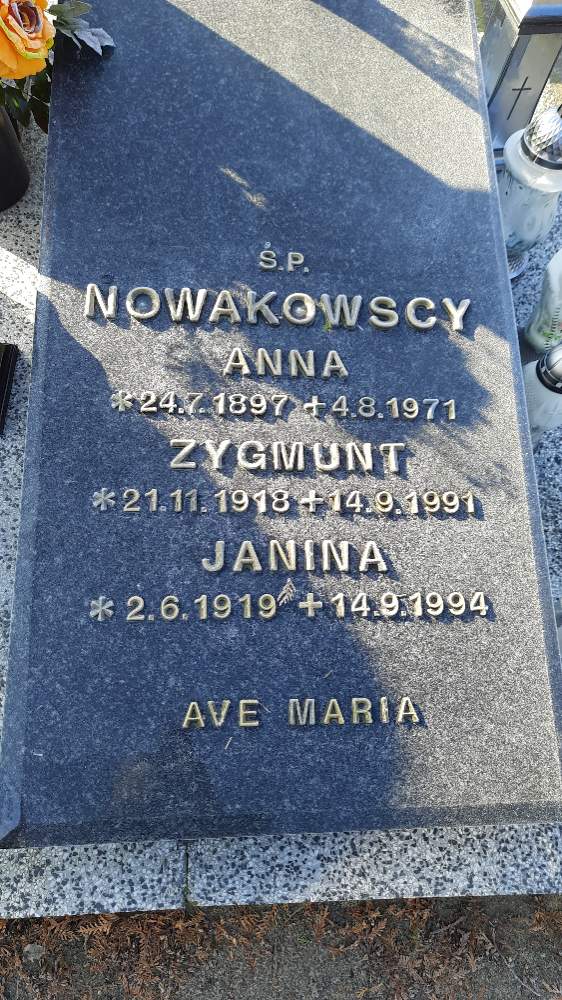 Ś.P.
NOWAKOWSCY
ANNA
*24.7.1897 +4.8.1971
ZYGMUNT
*21.11.1918 +14.9.1991
JANINA
* 2.6.1919 +14.9.1994
AVE MARIA